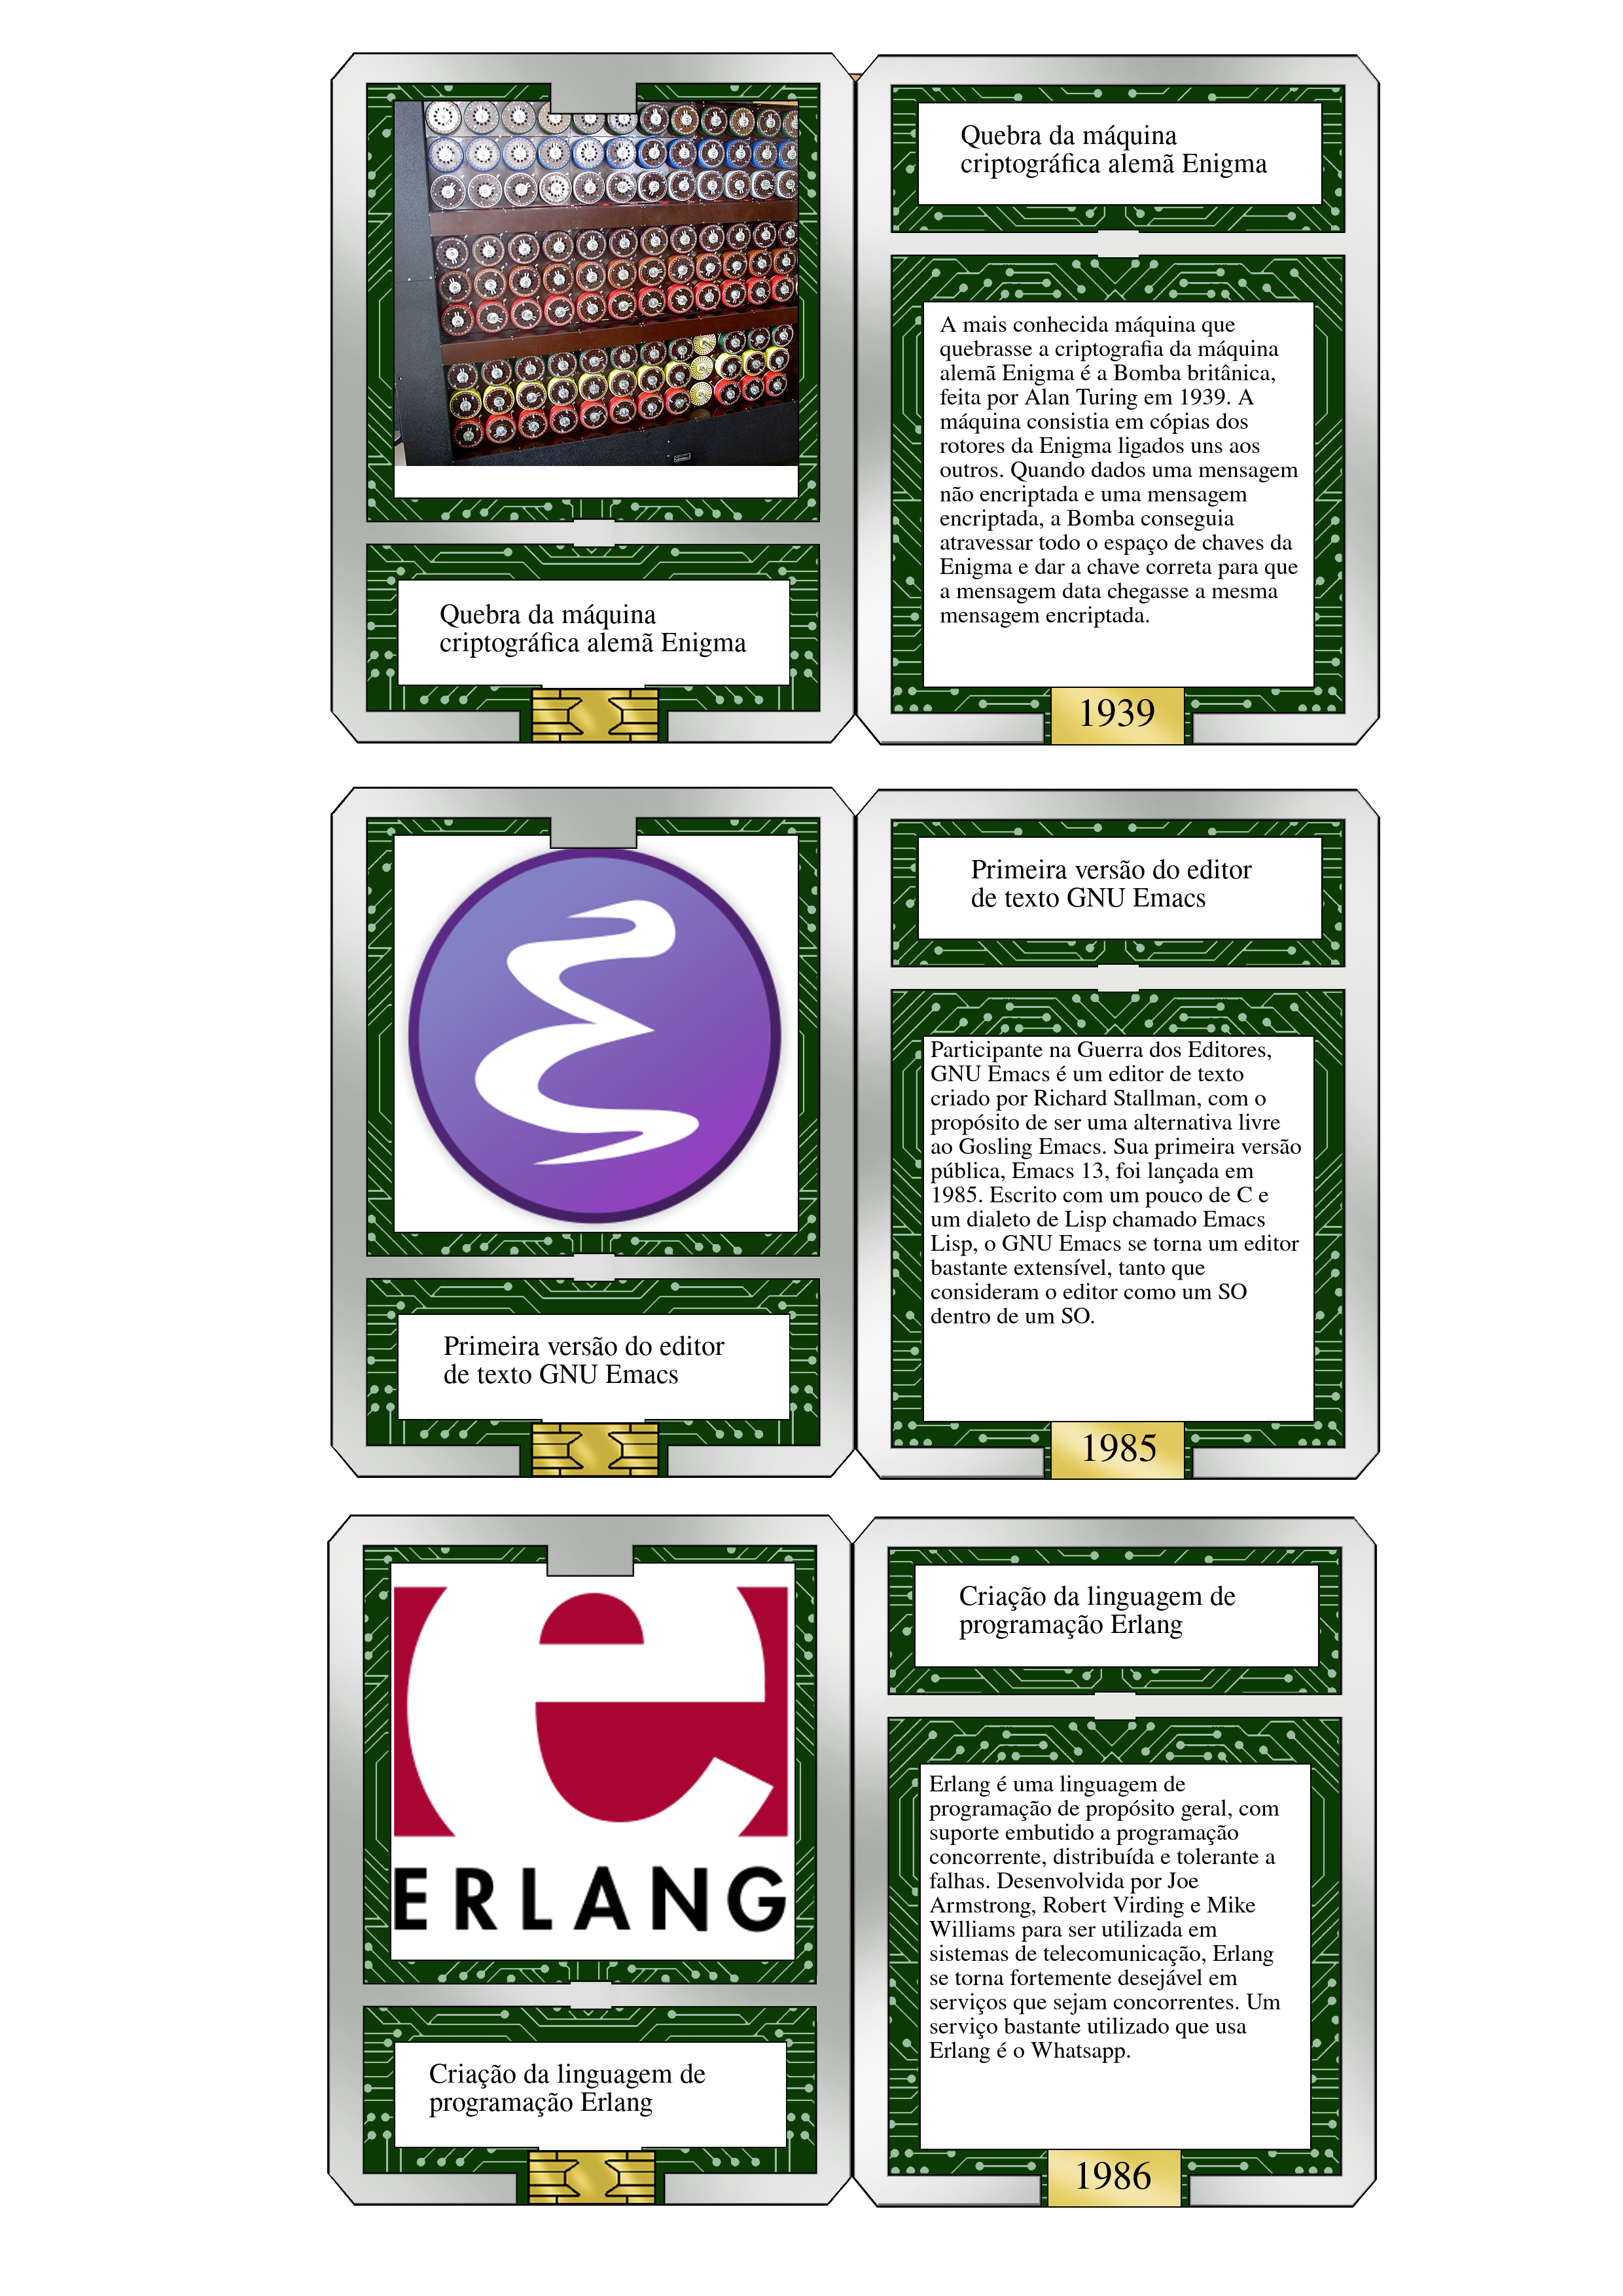 Quebra da máquina
criptográfica alemã Enigma
Quebra da máquina
criptográfica alemã Enigma
A mais conhecida máquina que
quebrasse a criptografia da máquina
alemã Enigma é a Bomba britânica,
feita por Alan Turing em 1939. A
máquina consistia em cópias dos
rotores da Enigma ligados uns aos
outros. Quando dados uma mensagem
não encriptada e uma mensagem
encriptada, a Bomba conseguia
atravessar todo o espaço de chaves da
Enigma e dar a chave correta para que
a mensagem data chegasse a mesma
mensagem encriptada.
1939
Primeira versão do editor
de texto GNU Emacs
Primeira versão do editor
de texto GNU Emacs
Participante na Guerra dos Editores,
GNU Emacs é um editor de texto
criado por Richard Stallman, com o
propósito de ser uma alternativa livre
ao Gosling Emacs. Sua primeira versão
pública, Emacs 13, foi lançada em
1985. Escrito com um pouco de C e
um dialeto de Lisp chamado Emacs
Lisp, o GNU Emacs se torna um editor
bastante extensível, tanto que
consideram o editor como um SO
dentro de um SO.
1985
e
ERLANG
Criação da linguagem de
programação Erlang
Criação da linguagem de
programação Erlang
Erlang é uma linguagem de
programação de propósito geral, com
suporte embutido a programação
concorrente, distribuída e tolerante a
falhas. Desenvolvida por Joe
Armstrong, Robert Virding e Mike
Williams para ser utilizada em
sistemas de telecomunicação, Erlang
se torna fortemente desejável em
serviços que sejam concorrentes. Um
serviço bastante utilizado que usa
Erlang é o Whatsapp.
1986